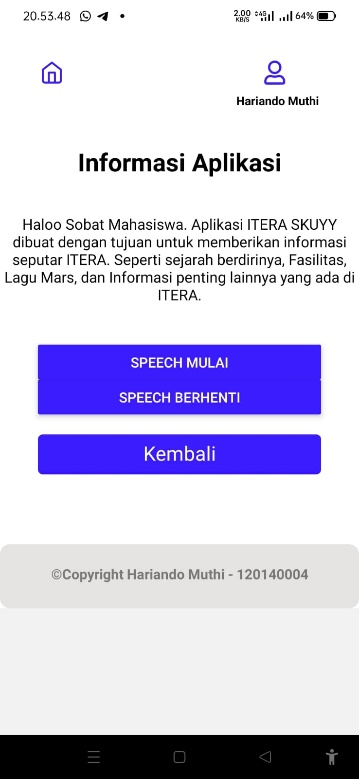 20.53.48
2.00
KB/S
4G
64%
Hariando Muthi
Informasi Aplikasi
Haloo Sobat Mahasiswa. Aplikasi ITERA SKUYY
dibuat dengan tujuan untuk memberikan informasi
seputar ITERA. Seperti sejarah berdirinya, Fasilitas,
Lagu Mars, dan Informasi penting lainnya yang ada di
ITERA.
SPEECH MULAI
SPEECH BERHENTI
Kembali
©Copyright Hariando Muthi - 120140004